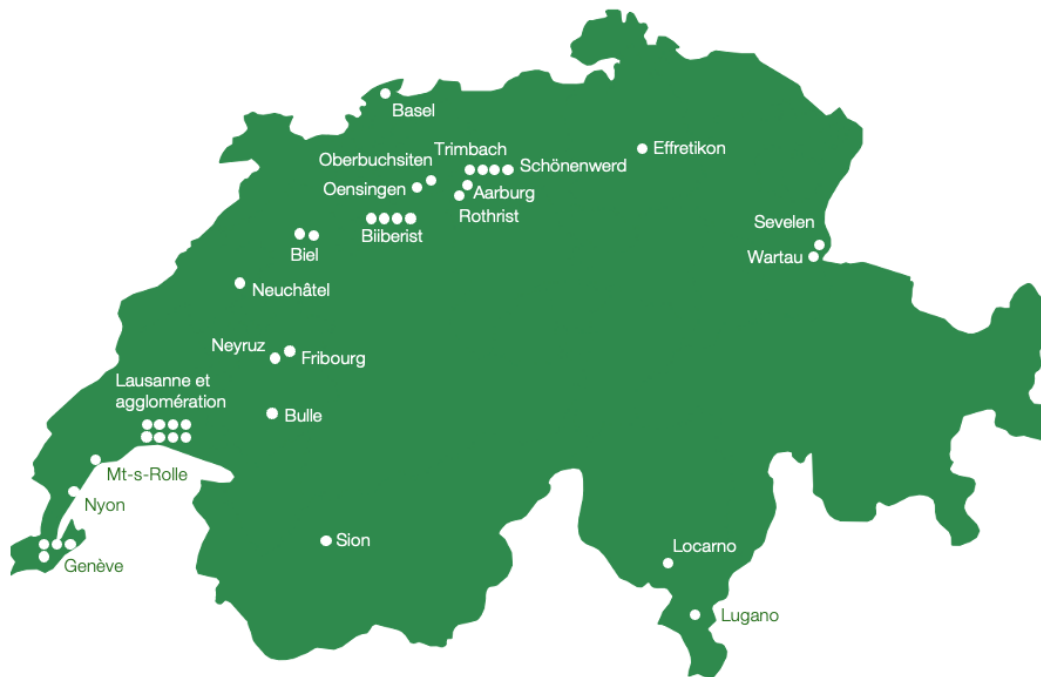 Basel
Trimbach
Effretikon
Oberbuchsiten
Schönenwerd
Oensingen
Aarburg
Rothrist
Biiberist
Sevelen
Biel
Wartau
Neuchâtel
Neyruz
Fribourg
Lausanne et
agglomération
Bulle
Mt-s-Rolle
Nyon
Sion
Locarno
Genève
Lugano